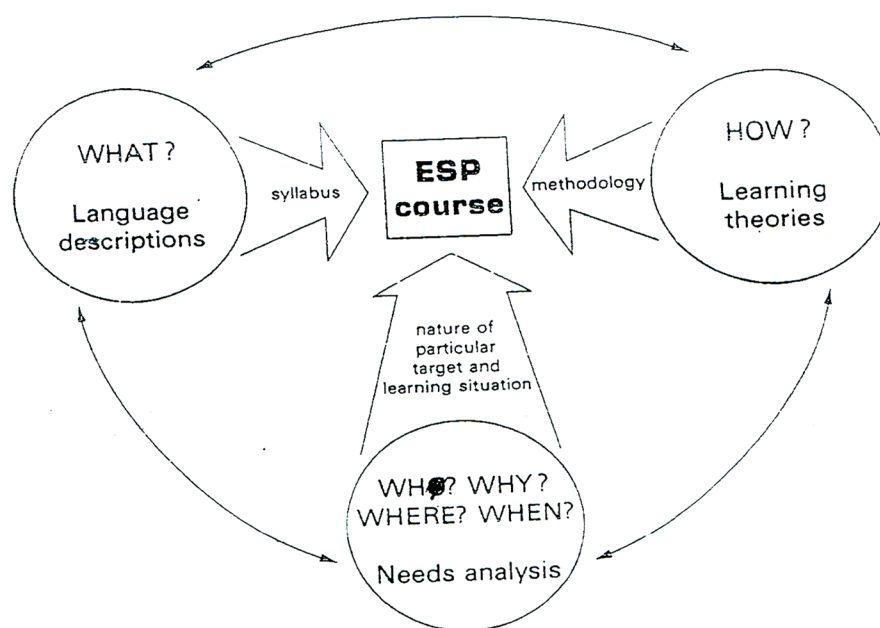 WHAT?
Language
descriptions
syllabus
ESP
course
methodology
HOW?
Learning
theories
nature of
particular
target and
learning situation
WHO? WHY?
WHERE? WHEN?
Needs analysis